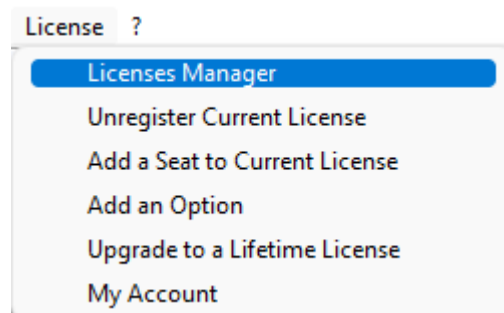 License ?
Licenses Manager
Unregister Current License
Add a Seat to Current License
Add an Option
Upgrade to a Lifetime License
My Account